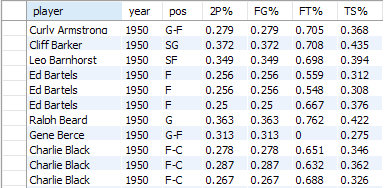 player year pos 2P% FG% FT% TS%
Curly Armstrong 1950 G-F 0.279 0.279 0.705 0.368
Cliff Barker 1950 SG 0.372 0.372 0.708 0.435
Leo Barnhorst 1950 SF 0.349 0.349 0.698 0.394
Ed Bartels 1950 F 0.256 0.256 0.559 0.312
Ed Bartels 1950 F 0.256 0.256 0.548 0.308
Ed Bartels 1950 F 0.25 0.25 0.667 0.376
Ralph Beard 1950 G 0.363 0.363 0.762 0.422
Gene Berce 1950 G-F 0.313 0.313 0 0.275
Charlie Black 1950 F-C 0.278 0.278 0.651 0.346
Charlie Black 1950 F-C 0.287 0.287 0.632 0.362
Charlie Black 1950 F-C 0.267 0.267 0.688 0.326